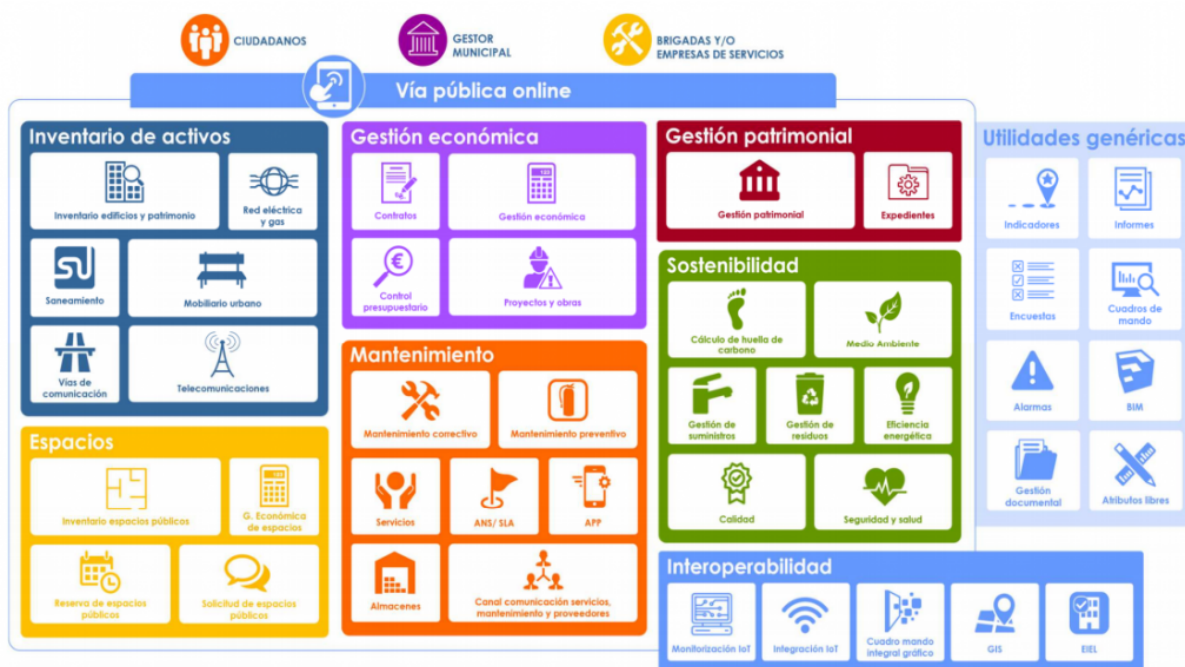 CIUDADANOS
GESTOR
MUNICIPAL
BRIGADAS Y/O
EMPRESAS DE SERVICIOS
Vía pública online
Inventario de activos
Inventario edificios y patrimonio
Red eléctrica
y gas
Saneamiento
Mobiliario urbano
Vías de
comunicación
Telecomunicaciones
Espacios
Inventario espacios públicos
G. Económica
de espacios
Reserva de espacios
públicos
Solicitud de espacios
públicos
Gestión económica
Contratos
Gestión económica
Control
presupuestario
Proyectos y obras
Mantenimiento
Mantenimiento correctivo
Mantenimiento preventivo
Servicios
ANS/ SLA
APP
Almacenes
Canal comunicación servicios,
mantenimiento y proveedores
Gestión patrimonial
Gestión patrimonial
Expedientes
Sostenibilidad
Cálculo de huella de
carbono
Medio Ambiente
Gestión de
suministros
Gestión de
residuos
Eficiencia
energética
Calidad
Seguridad y salud
Utilidades genéricas
Indicadores
Informes
Encuestas
Cuadros de
mando
Alarmas
BIM
Gestión
documental
Atributos libres
Interoperabilidad
Monitorización IoT
Integración IoT
Cuadro mando
integral gráfico
GIS
EIEL